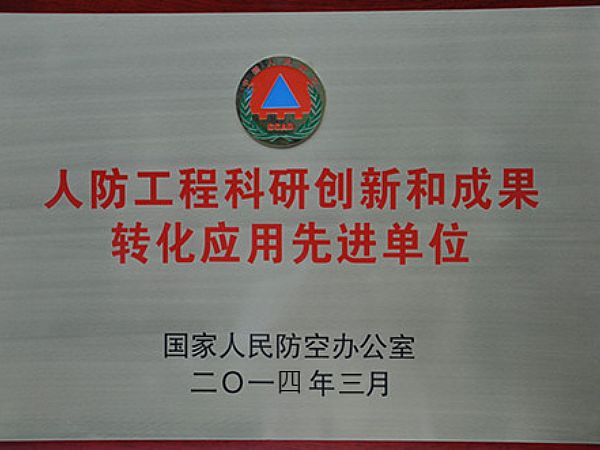 人防工程科研创新和成果
转化应用先进单位
国家人民防空办公室
二〇一四年三月